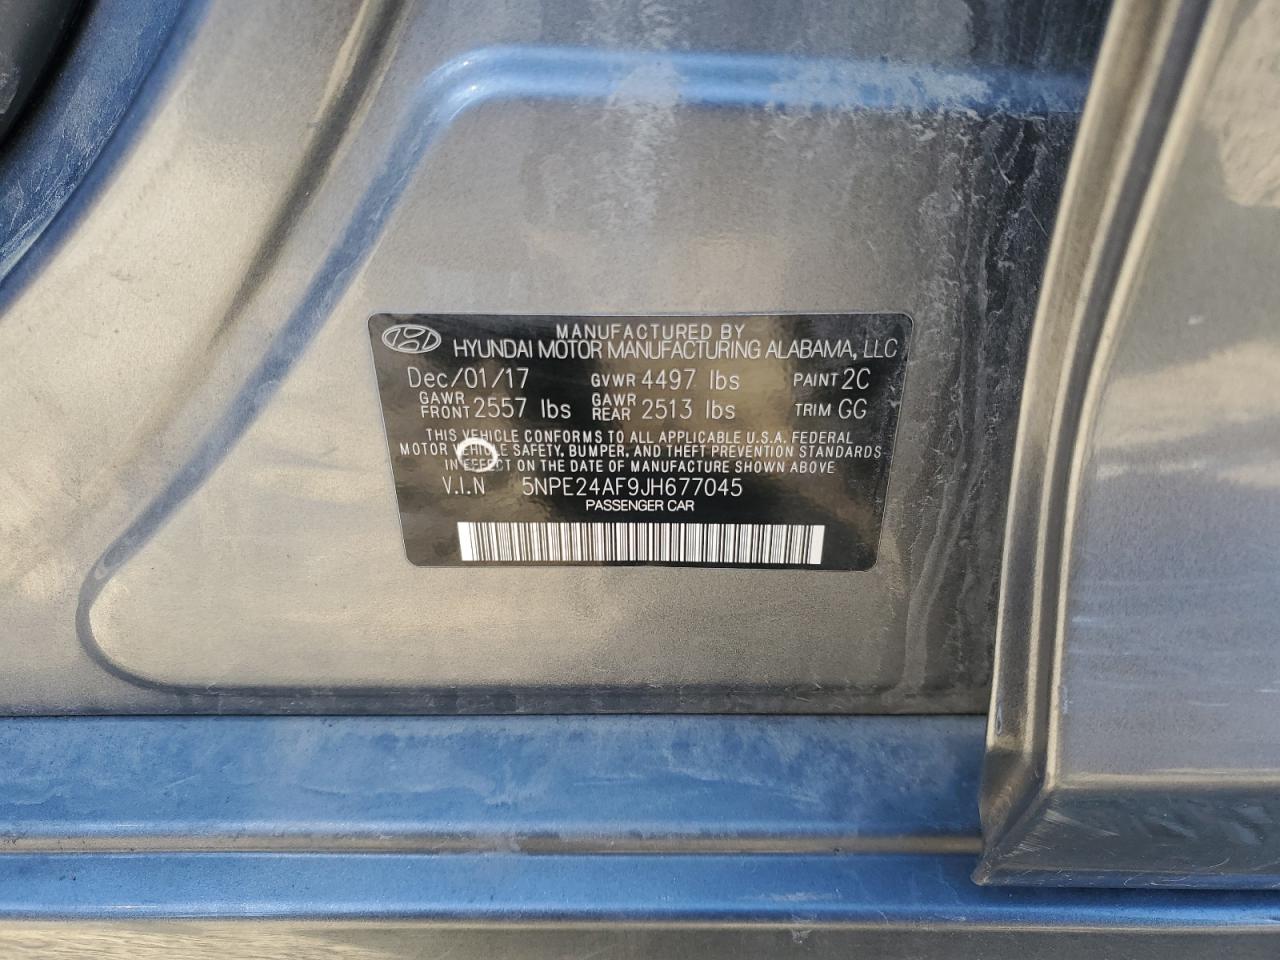 MANUFACTURED BY
HYUNDAI MOTOR MANUFACTURING ALABAMA, LLC
Dec/01/17 GVWR 4497 lbs PAINT 2C
GAWR FRONT 2557 lbs GAWR REAR 2513 lbs TRIM GG
THIS VEHICLE CONFORMS TO ALL APPLICABLE U.S.A. FEDERAL
MOTOR VEHICLE SAFETY, BUMPER, AND THEFT PREVENTION STANDARDS
IN EFFECT ON THE DATE OF MANUFACTURE SHOWN ABOVE
V.I.N 5NPE24AF9JH677045
PASSENGER CAR